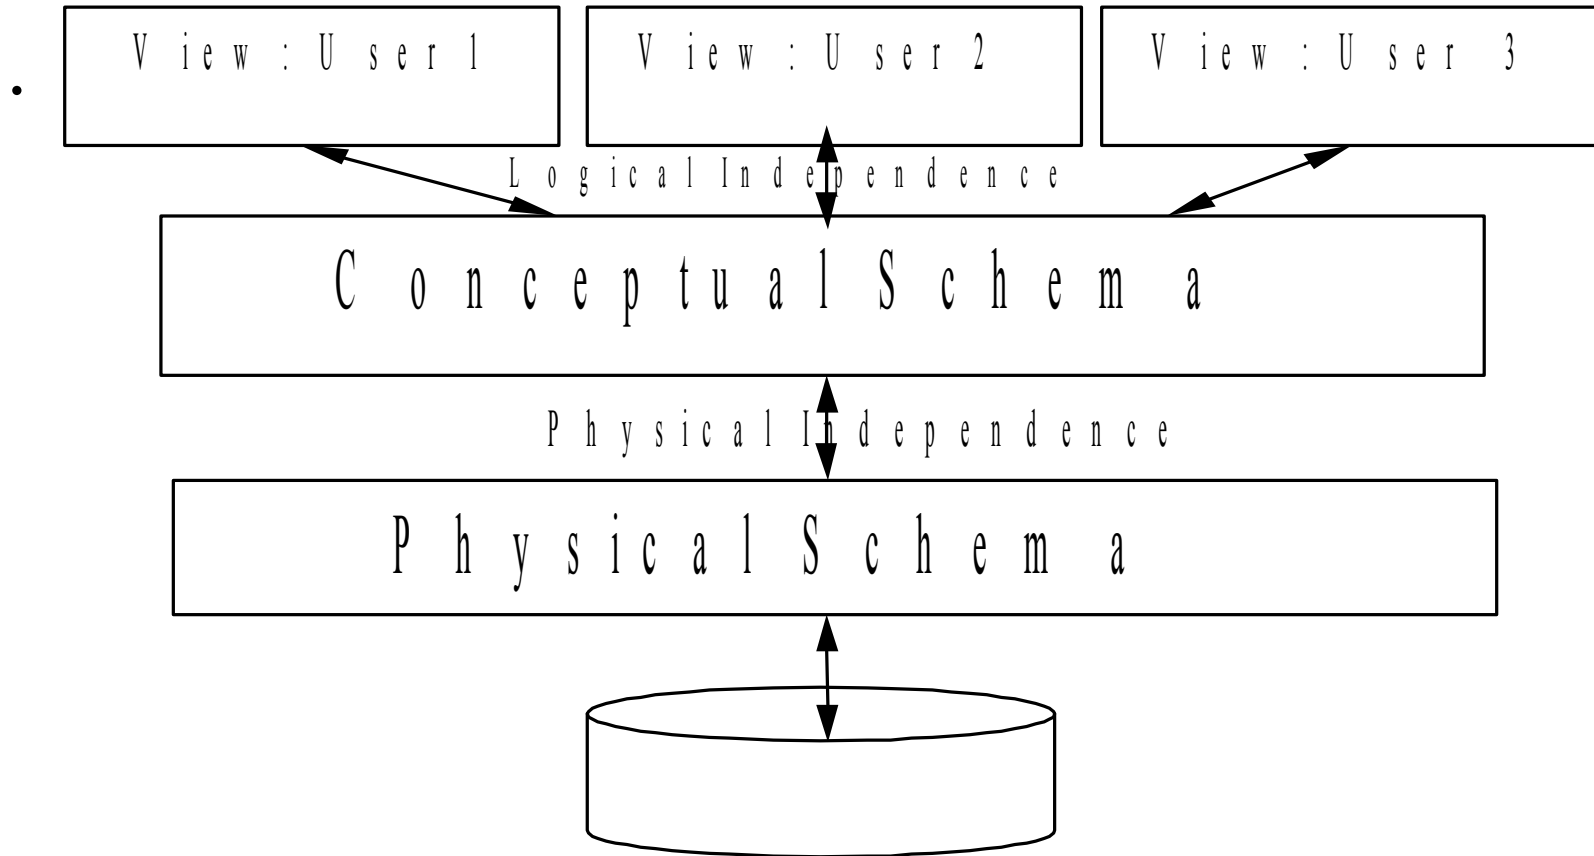 View : User 1
View : User 2
View : User 3
Logical Independence
Conceptual Schema
Physical Independence
Physical Schema